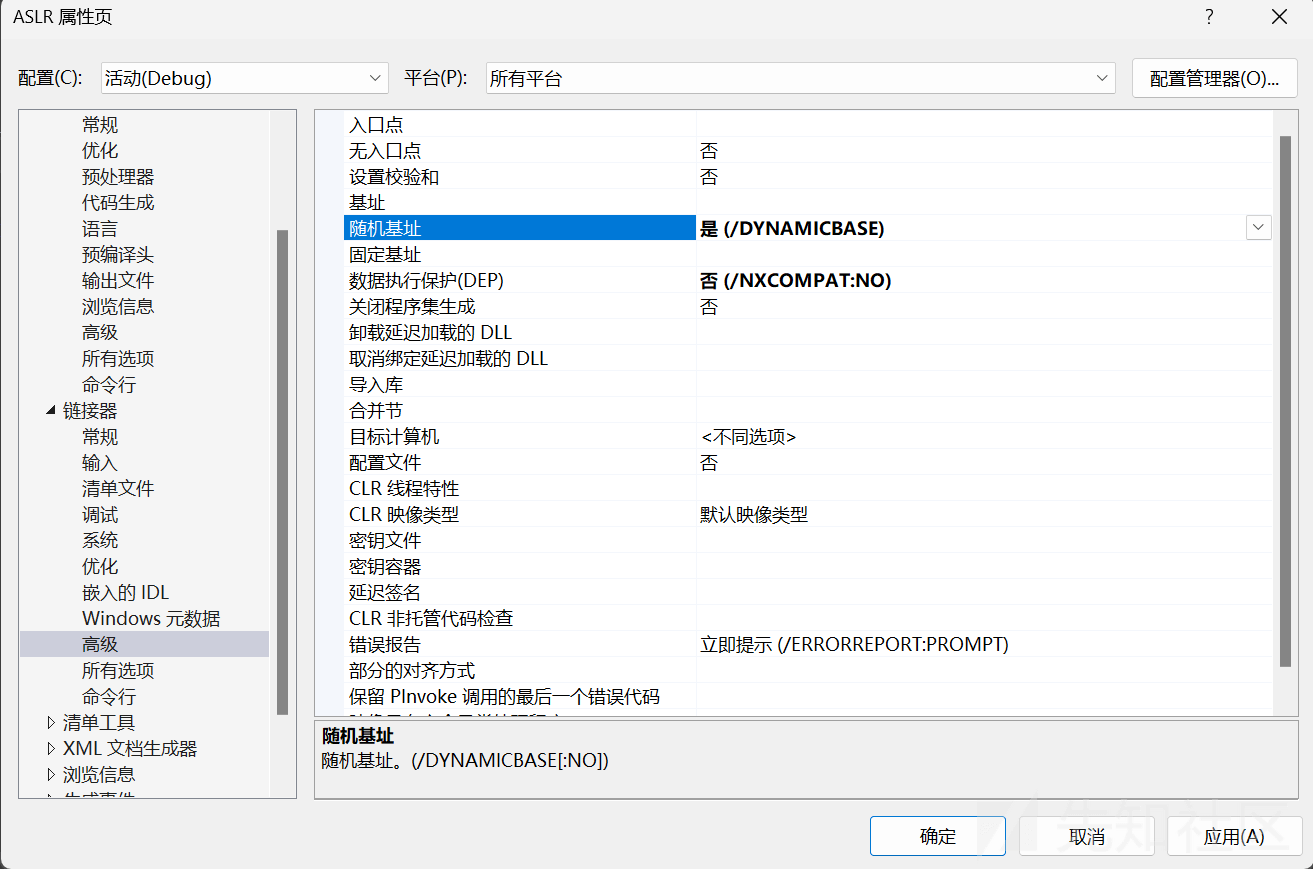 ASLR 属性页
?
配置(C): 活动(Debug) 平台(P): 所有平台 配置管理器(O)...
常规
优化
预处理器
代码生成
语言
预编译头
输出文件
浏览信息
高级
所有选项
命令行
链接器
常规
输入
清单文件
调试
系统
优化
嵌入的 IDL
Windows 元数据
高级
所有选项
命令行
清单工具
XML 文档生成器
浏览信息
生成事件
入口点
无入口点 否
设置校验和 否
基址
随机基址 是 (/DYNAMICBASE)
固定基址
数据执行保护(DEP) 否 (/NXCOMPAT:NO)
关闭程序集生成 否
卸载延迟加载的 DLL
取消绑定延迟加载的 DLL
导入库
合并节
目标计算机 <不同选项>
配置文件 否
CLR 线程特性
CLR 映像类型 默认映像类型
密钥文件
密钥容器
延迟签名
CLR 非托管代码检查
错误报告 立即提示 (/ERRORREPORT:PROMPT)
部分的对齐方式
保留 PInvoke 调用的最后一个错误代码
随机基址
随机基址。(/DYNAMICBASE[:NO])
确定 取消 应用(A)
先知社区